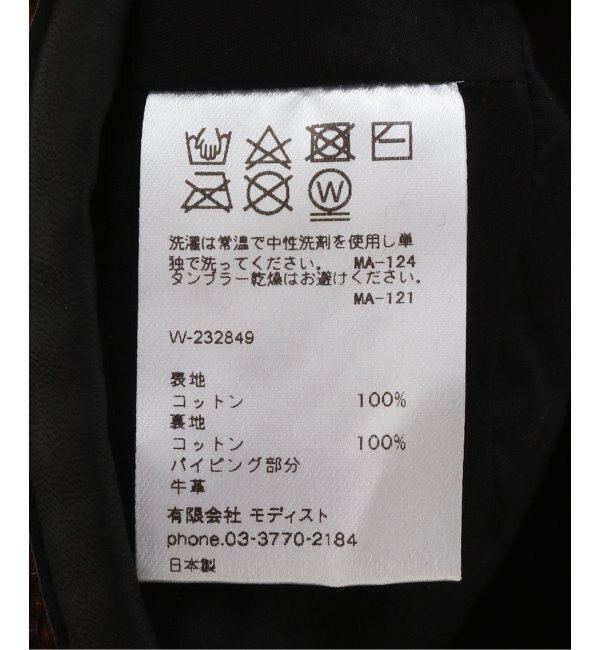 W
洗濯は常温で中性洗剤を使用し単
独で洗ってください。 MA-124
タンブラー乾燥はお避けください。
MA-121
W-232849
表地
コットン 100%
裏地
コットン 100%
パイピング部分
牛革
有限会社 モディスト
phone.03-3770-2184
日本製